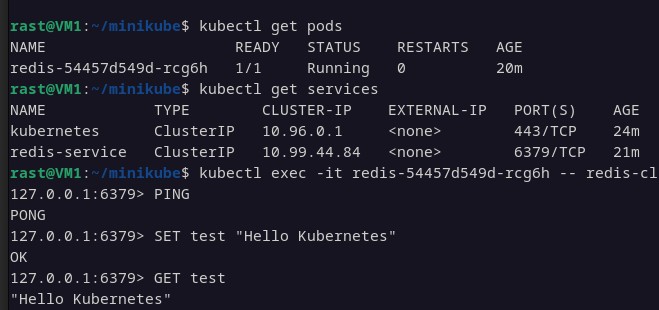 rast@VM1:~/minikube$ kubectl get pods
NAME READY STATUS RESTARTS AGE
redis-54457d549d-rcg6h 1/1 Running 0 20m
rast@VM1:~/minikube$ kubectl get services
NAME TYPE CLUSTER-IP EXTERNAL-IP PORT(S) AGE
kubernetes ClusterIP 10.96.0.1 <none> 443/TCP 24m
redis-service ClusterIP 10.99.44.84 <none> 6379/TCP 21m
rast@VM1:~/minikube$ kubectl exec -it redis-54457d549d-rcg6h -- redis-cl
127.0.0.1:6379> PING
PONG
127.0.0.1:6379> SET test "Hello Kubernetes"
OK
127.0.0.1:6379> GET test
"Hello Kubernetes"